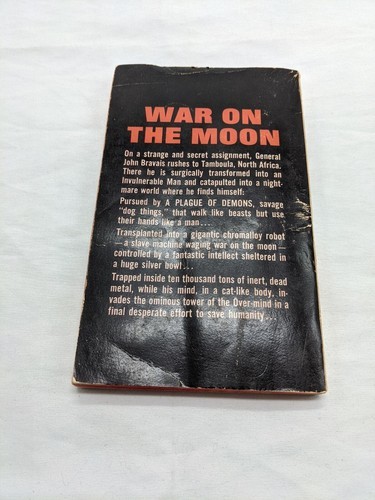 WAR ON
THE MOON
On a strange and secret assignment, General
John Bravais rushes to Tamboula, North Africa.
There he is surgically transformed into an
Invulnerable Man and catapulted into a night-
mare world where he finds himself:
Pursued by A PLAGUE OF DEMONS, savage
"dog things," that walk like beasts but use
their hands like a man...
Transplanted into a gigantic chromalloy robot
— a slave machine waging war on the moon —
controlled by a fantastic intellect sheltered in
a huge silver bowl...
Trapped inside ten thousand tons of inert, dead
metal, while his mind, in a cat-like body, in-
vades the ominous tower of the Over-mind in a
final desperate effort to save humanity...